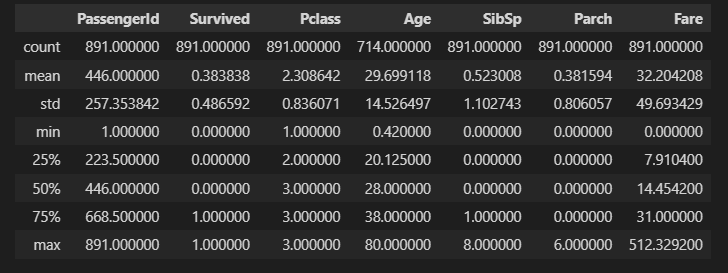 PassengerId Survived Pclass Age SibSp Parch Fare
count 891.000000 891.000000 891.000000 714.000000 891.000000 891.000000 891.000000
mean 446.000000 0.383838 2.308642 29.699118 0.523008 0.381594 32.204208
std 257.353842 0.486592 0.836071 14.526497 1.102743 0.806057 49.693429
min 1.000000 0.000000 1.000000 0.420000 0.000000 0.000000 0.000000
25% 223.500000 0.000000 2.000000 20.125000 0.000000 0.000000 7.910400
50% 446.000000 0.000000 3.000000 28.000000 0.000000 0.000000 14.454200
75% 668.500000 1.000000 3.000000 38.000000 1.000000 0.000000 31.000000
max 891.000000 1.000000 3.000000 80.000000 8.000000 6.000000 512.329200